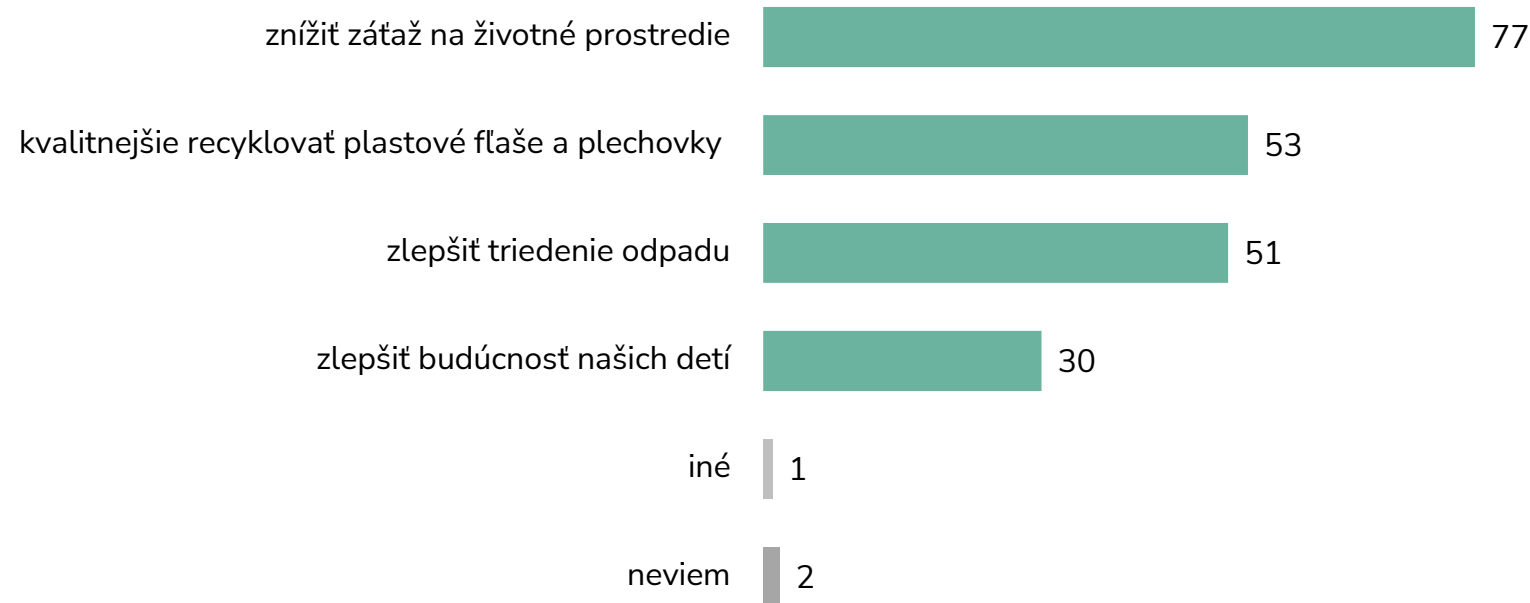 znížiť záťaž na životné prostredie 77
kvalitnejšie recyklovať plastové fľaše a plechovky 53
zlepšiť triedenie odpadu 51
zlepšiť budúcnosť našich detí 30
iné 1
neviem 2